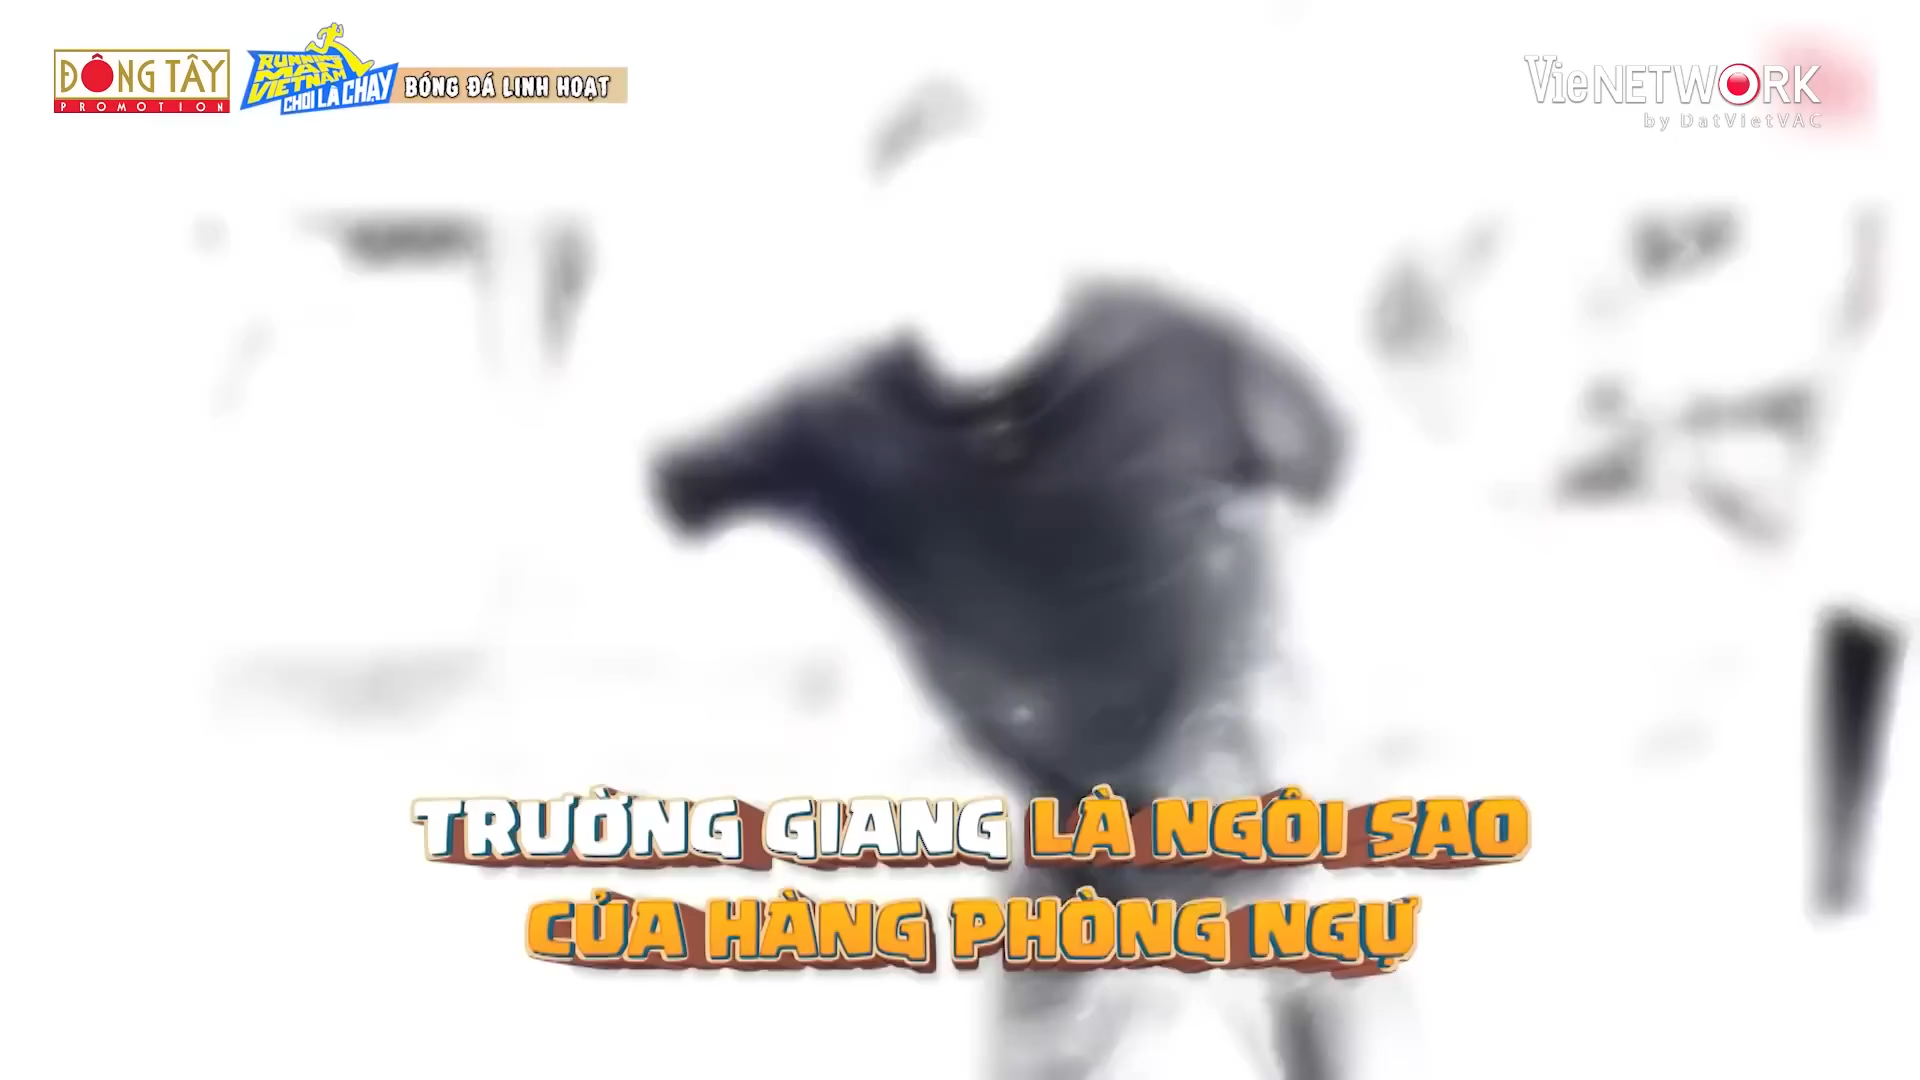 ĐÔNG TÂY
PROMOTION
RUNNING
MAN
VIETNAM
CHƠI LÀ CHẠY
BÓNG ĐÁ LINH HOẠT
VieNETWORK
by DatVietVAC
TRƯỜNG GIANG LÀ NGÔI SAO
CỦA HÀNG PHÒNG NGỰ